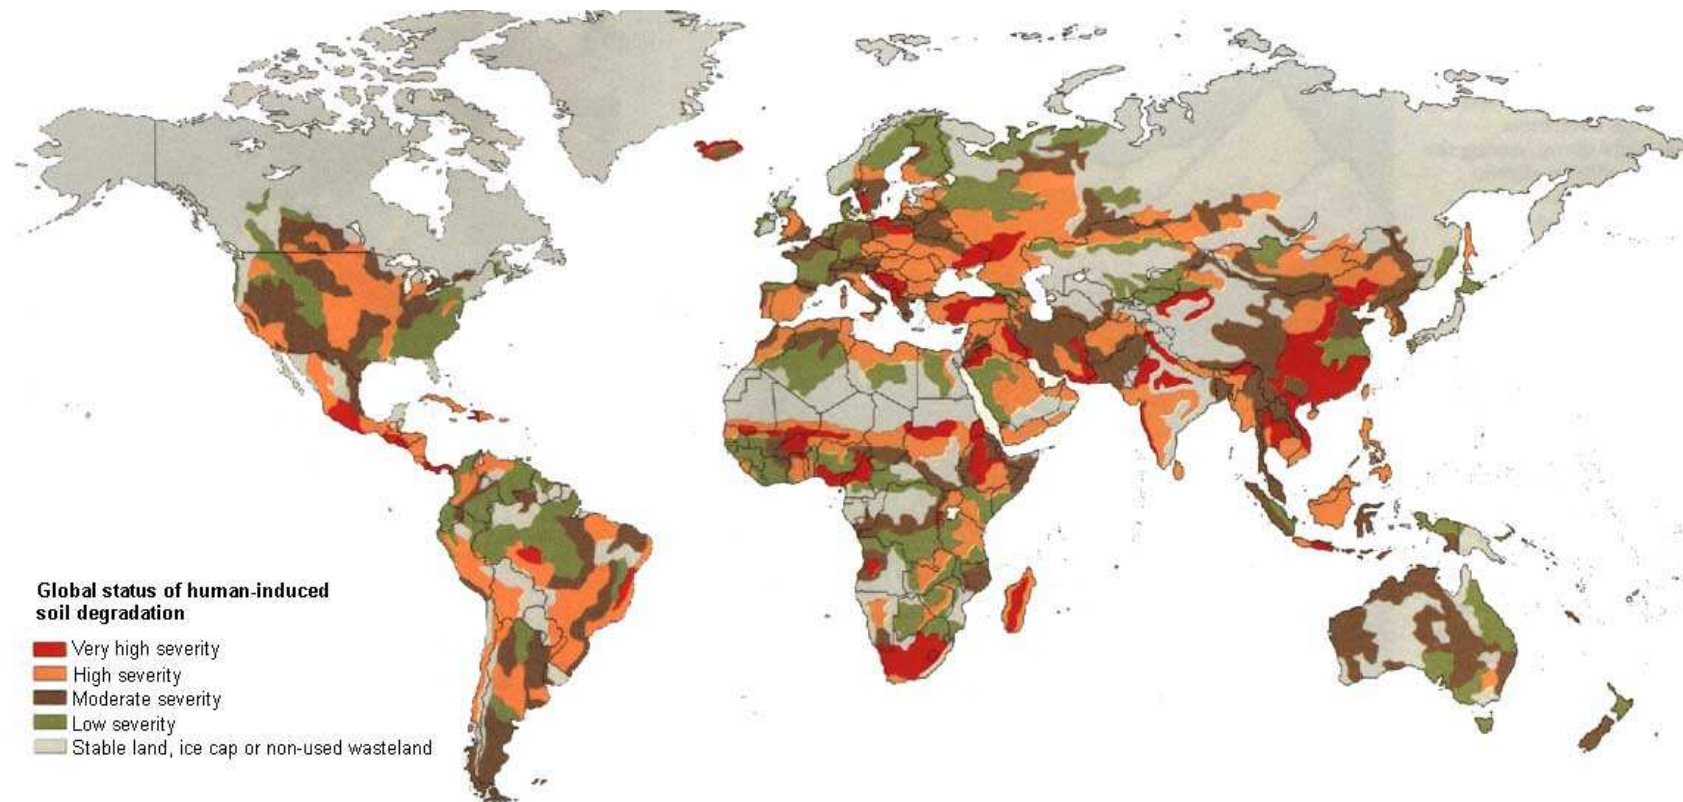 Global status of human-induced
soil degradation
Very high severity
High severity
Moderate severity
Low severity
Stable land, ice cap or non-used wasteland